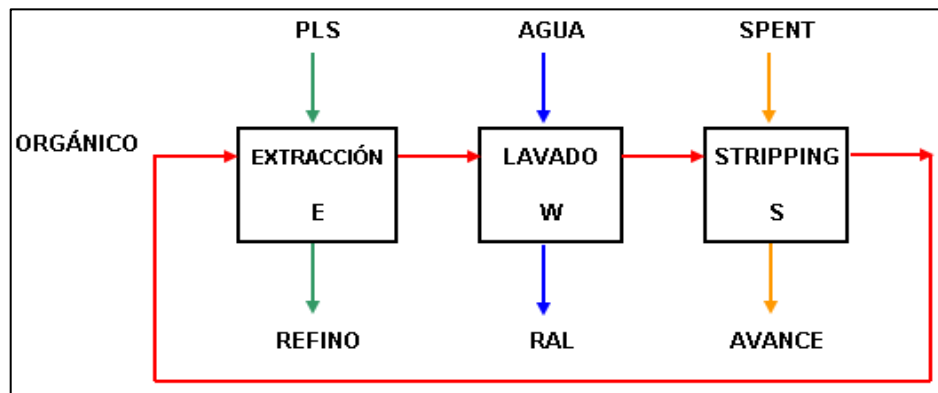 PLS
AGUA
SPENT
ORGÁNICO
EXTRACCIÓN
E
LAVADO
W
STRIPPING
S
REFINO
RAL
AVANCE